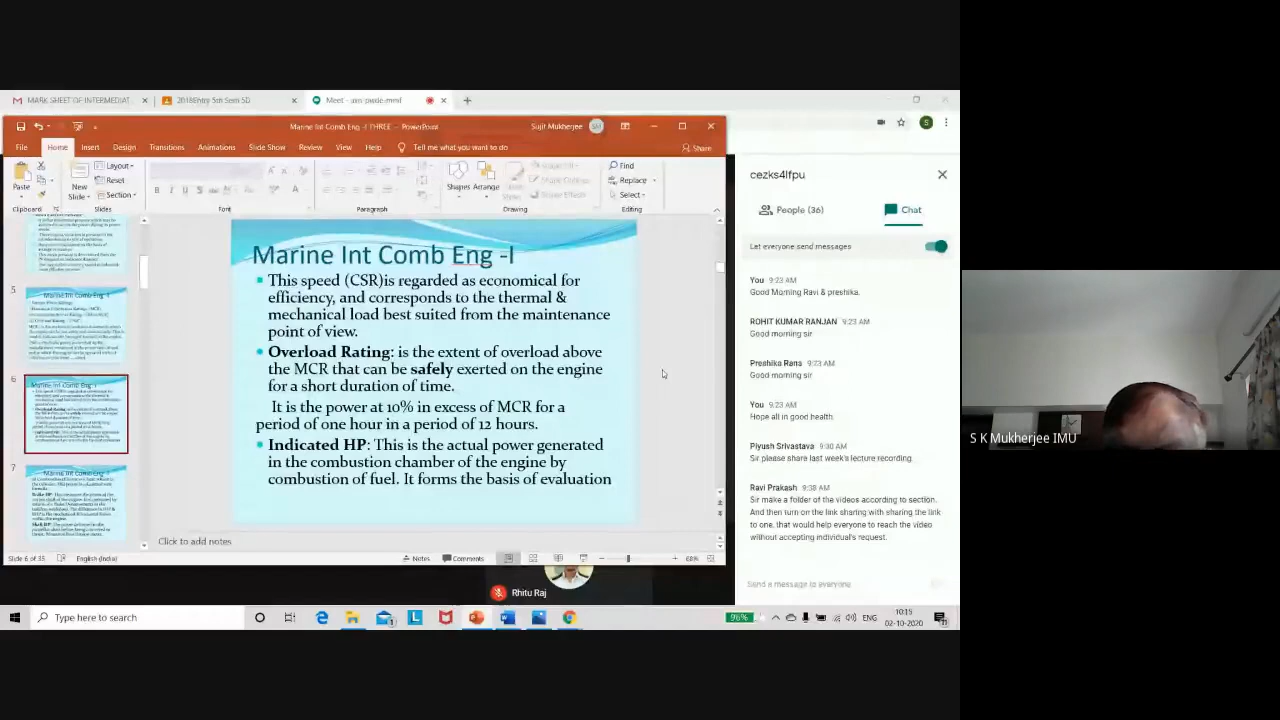 MARK SHEET OF INTERMEDIAT
2018Entry 5th Sem SD
Marine Int Comb Eng -I THREE - PowerPoint
Sujit Mukherjee
SM
File Home Insert Design Transitions Animations Slide Show Review View Help Tell me what you want to do Share
Paste
Clipboard
New
Slide
Layout
Reset
Section
Slides
B I U
Font
Paragraph
Shapes
Arrange
Drawing
Find
Replace
Select
Editing
5
6
7
Marine Int Comb Eng -I
This speed (CSR)is regarded as economical for
efficiency, and corresponds to the thermal &
mechanical load best suited from the maintenance
point of view.
Overload Rating: is the extent of overload above
the MCR that can be safely exerted on the engine
for a short duration of time.
It is the power at 10% in excess of MCR for a
period of one hour in a period of 12 hours.
Indicated HP: This is the actual power generated
in the combustion chamber of the engine by
combustion of fuel. It forms the basis of evaluation
Click to add notes
Slide 6 of 35
English (India)
Notes
Comments
68%
Rhitu Raj
cezks4lfpu
People (36)
Chat
Let everyone send messages
You 9:23 AM
Good Morning Ravi & preshika.
ROHIT KUMAR RANJAN 9:23 AM
Good morning sir
Preshika Rana 9:23 AM
Good morning sir
You 9:23 AM
Hope all in good health
Piyush Srivastava 9:30 AM
Sir please share last week's lecture recording.
Ravi Prakash 9:38 AM
Sir make a folder of the videos according to section.
And then turn on the link sharing with sharing the link
to one, that would help everyone to reach the video
without accepting individual's request.
Send a message to everyone
Type here to search
96%
ENG
10:15
02-10-2020
S K Mukherjee IMU